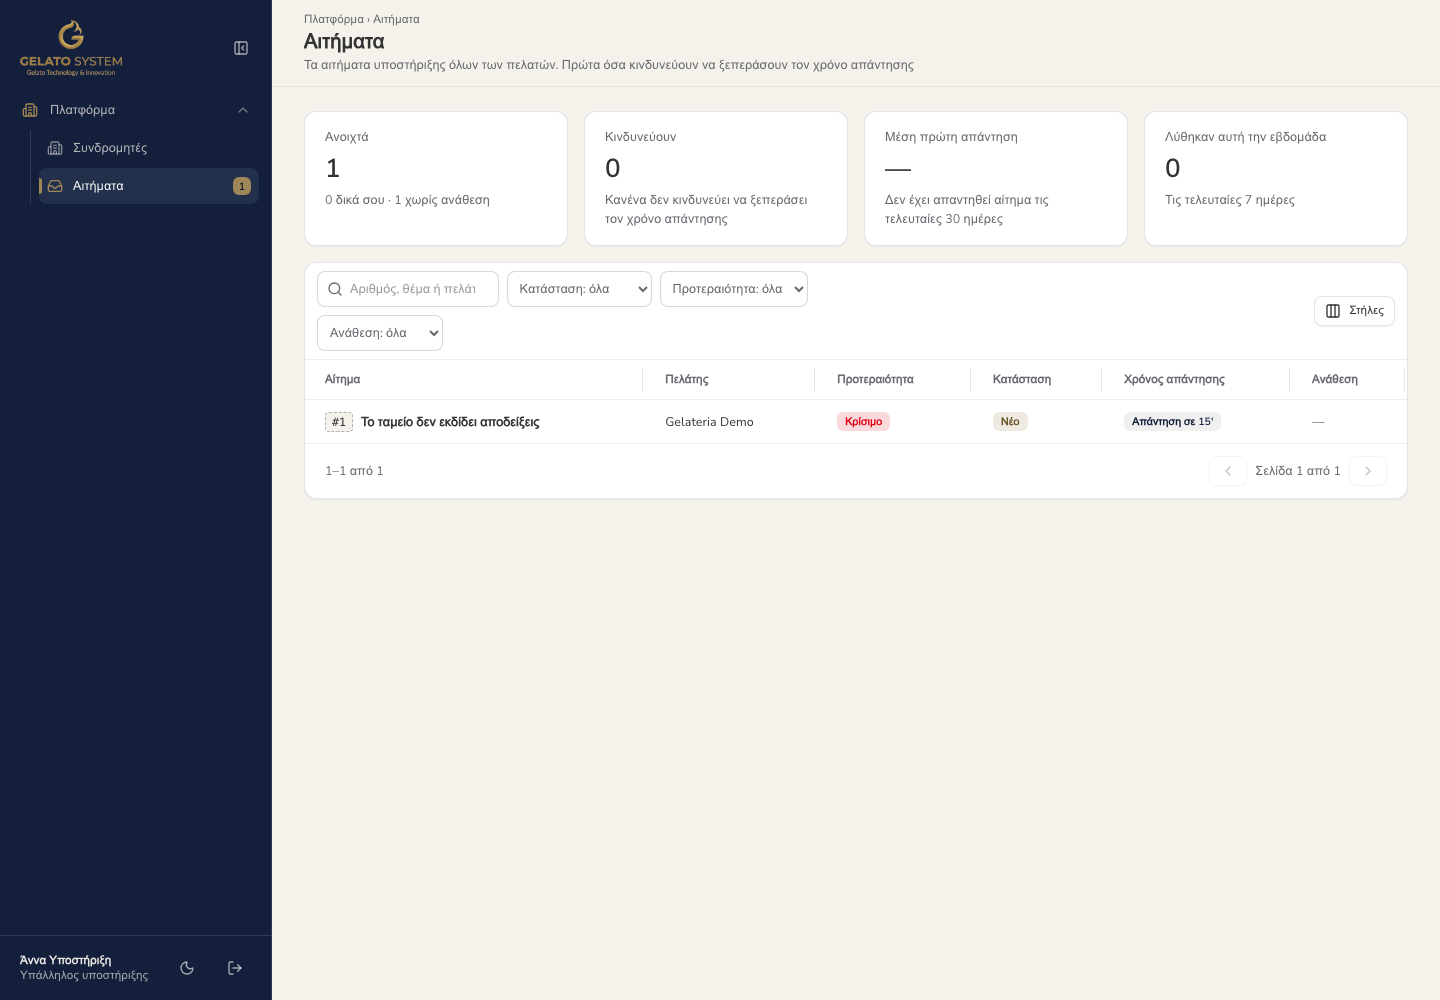 GELATO SYSTEM
Gelato Technology & Innovation
Πλατφόρμα
Συνδρομητές
Αιτήματα 1
Άννα Υποστήριξη
Υπάλληλος υποστήριξης
Πλατφόρμα › Αιτήματα
Αιτήματα
Τα αιτήματα υποστήριξης όλων των πελατών. Πρώτα όσα κινδυνεύουν να ξεπεράσουν τον χρόνο απάντησης
Ανοιχτά
1
0 δικά σου · 1 χωρίς ανάθεση
Κινδυνεύουν
0
Κανένα δεν κινδυνεύει να ξεπεράσει
τον χρόνο απάντησης
Μέση πρώτη απάντηση
—
Δεν έχει απαντηθεί αίτημα τις
τελευταίες 30 ημέρες
Λύθηκαν αυτή την εβδομάδα
0
Τις τελευταίες 7 ημέρες
Αριθμός, θέμα ή πελάτ
Κατάσταση: όλα
Προτεραιότητα: όλα
Ανάθεση: όλα
Στήλες
Αίτημα Πελάτης Προτεραιότητα Κατάσταση Χρόνος απάντησης Ανάθεση
#1 Το ταμείο δεν εκδίδει αποδείξεις Gelateria Demo Κρίσιμο Νέο Απάντηση σε 15' —
1–1 από 1
Σελίδα 1 από 1